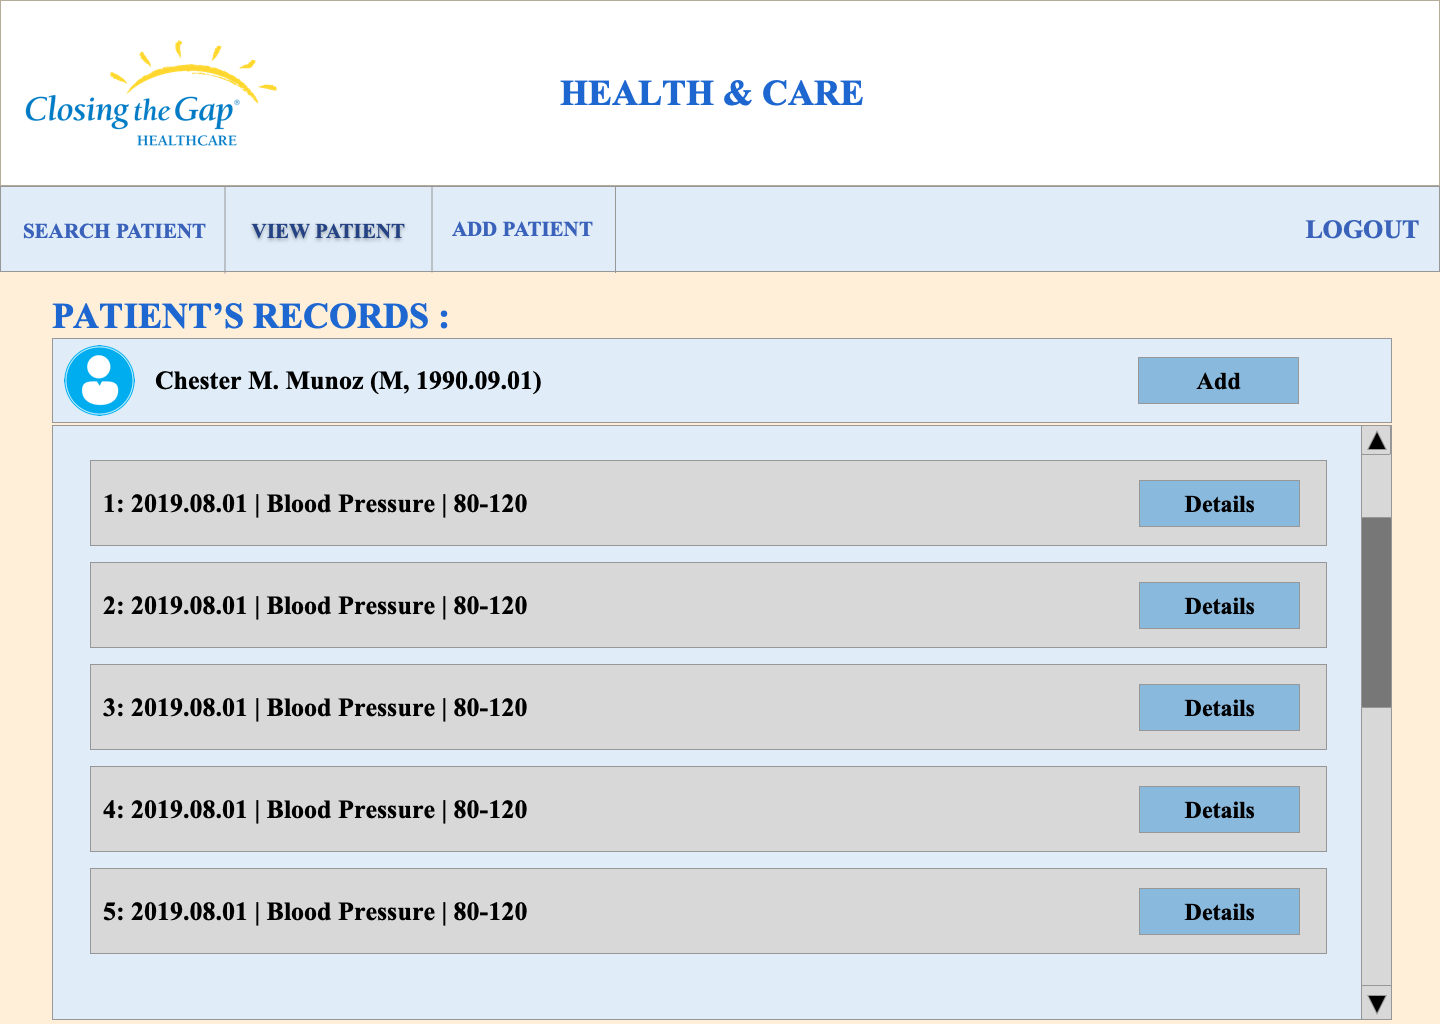 Closing the Gap®
HEALTHCARE
HEALTH & CARE
SEARCH PATIENT
VIEW PATIENT
ADD PATIENT
LOGOUT
PATIENT’S RECORDS :
Chester M. Munoz (M, 1990.09.01)
Add
1: 2019.08.01 | Blood Pressure | 80-120
Details
2: 2019.08.01 | Blood Pressure | 80-120
Details
3: 2019.08.01 | Blood Pressure | 80-120
Details
4: 2019.08.01 | Blood Pressure | 80-120
Details
5: 2019.08.01 | Blood Pressure | 80-120
Details